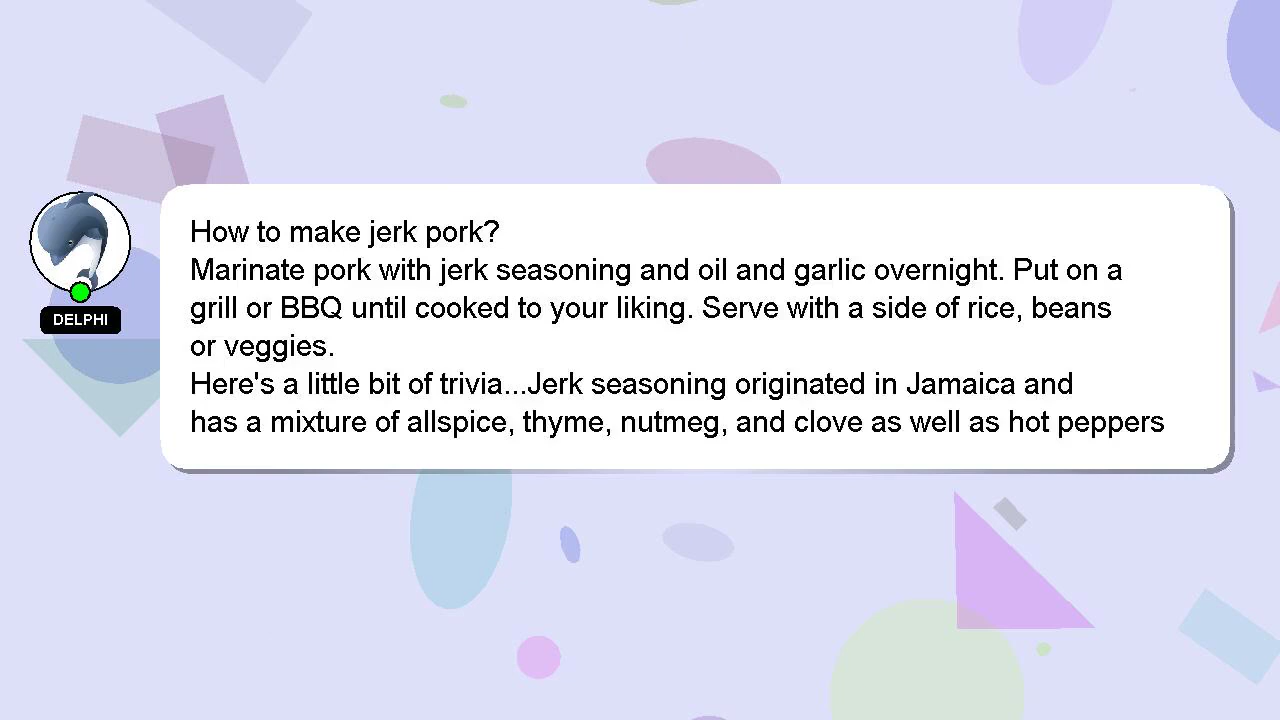 How to make jerk pork?
Marinate pork with jerk seasoning and oil and garlic overnight. Put on a
grill or BBQ until cooked to your liking. Serve with a side of rice, beans
or veggies.
Here's a little bit of trivia...Jerk seasoning originated in Jamaica and
has a mixture of allspice, thyme, nutmeg, and clove as well as hot peppers
DELPHI